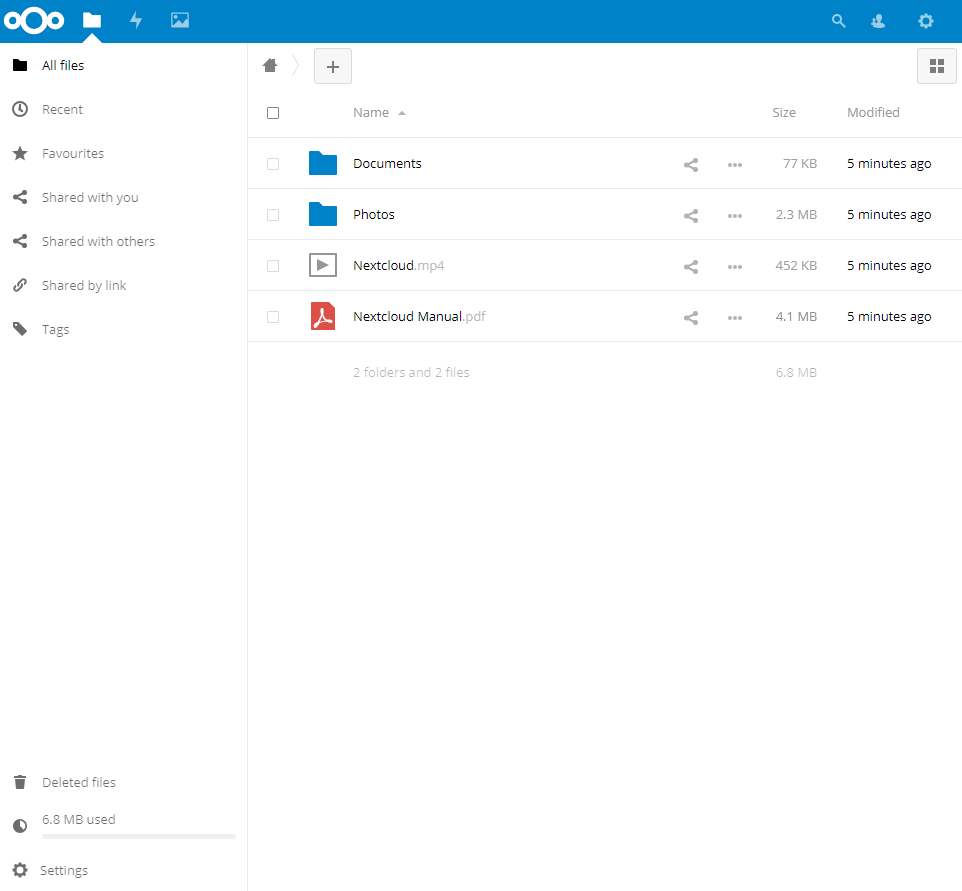 All files
Recent
Favourites
Shared with you
Shared with others
Shared by link
Tags
Deleted files
6.8 MB used
Settings
Name Size Modified
Documents 77 KB 5 minutes ago
Photos 2.3 MB 5 minutes ago
Nextcloud.mp4 452 KB 5 minutes ago
Nextcloud Manual.pdf 4.1 MB 5 minutes ago
2 folders and 2 files 6.8 MB